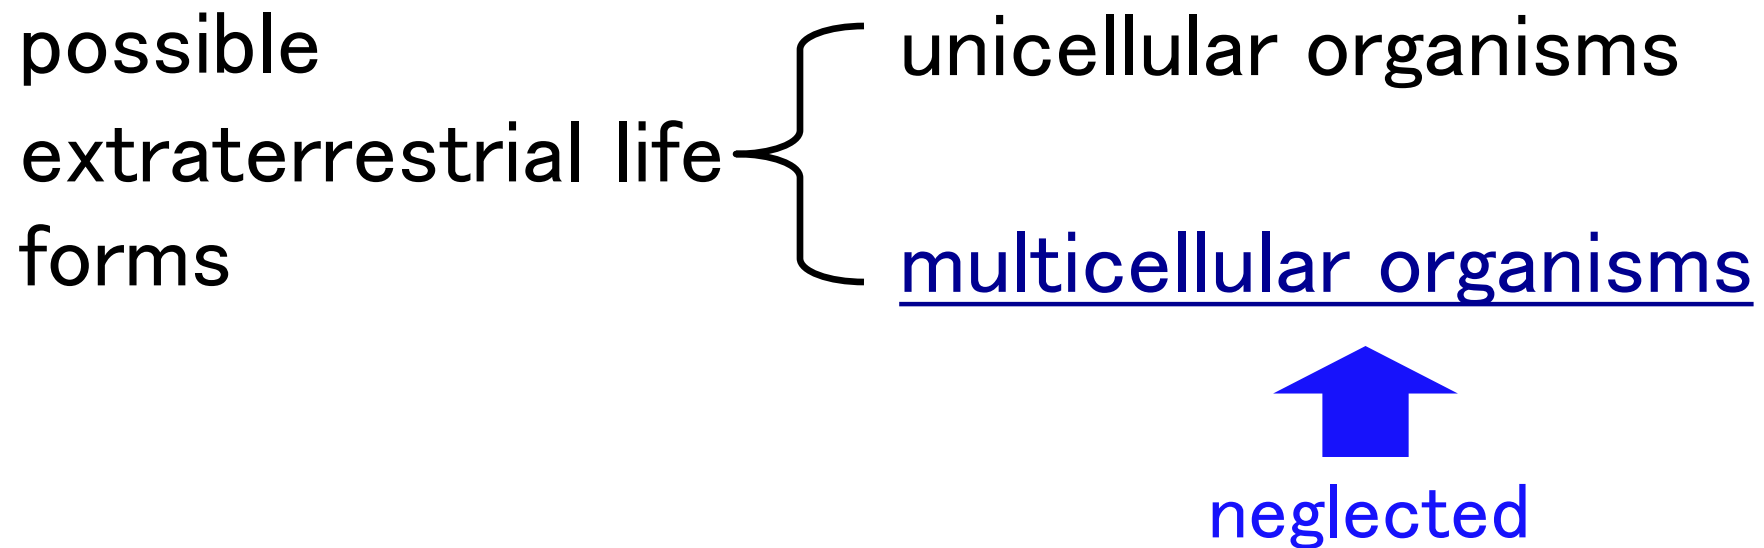 possible
extraterrestrial life
forms
unicellular organisms
multicellular organisms
neglected